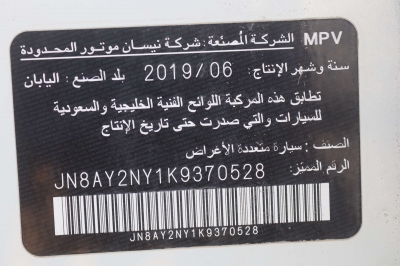 الشركة المصنعة : شركة نيسان موتور المحدودة MPV
سنة وشهر الإنتاج : 2019/06 بلد الصنع : اليابان
تطابق هذه المركبة اللوائح الفنية الخليجية والسعودية
للسيارات والتي صدرت حتى تاريخ الإنتاج
الصنف : سيارة متعددة الأغراض
الرقم المميز : JN8AY2NY1K9370528
JN8AY2NY1K9370528